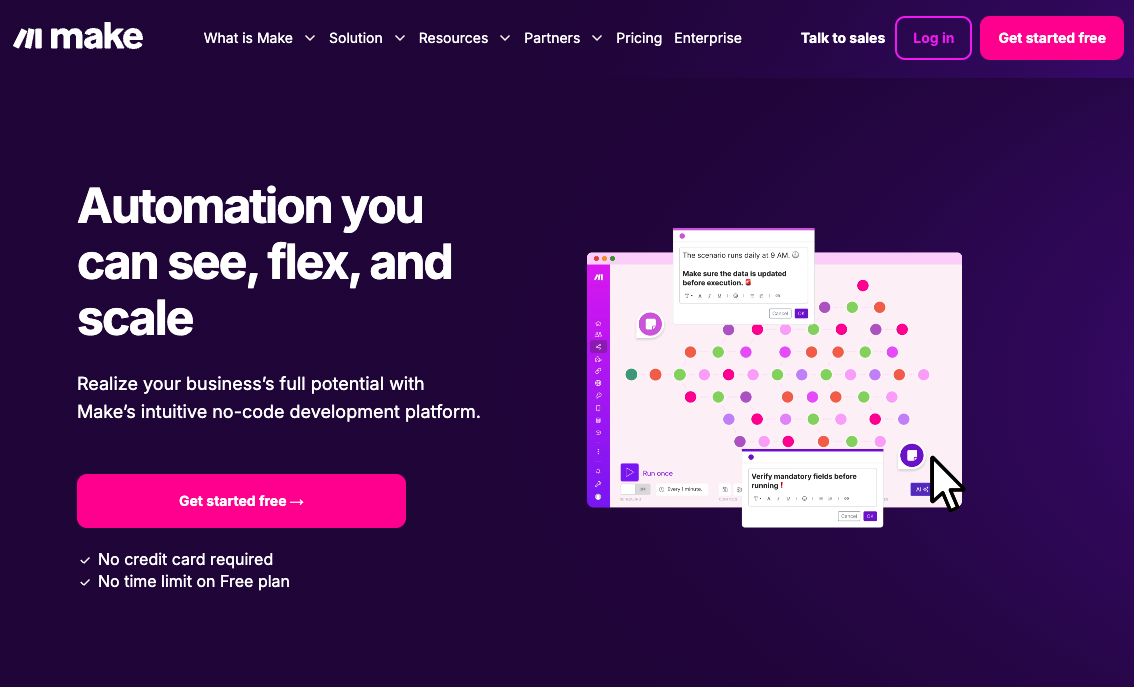 make
What is Make
Solution
Resources
Partners
Pricing
Enterprise
Talk to sales
Log in
Get started free
Automation you
can see, flex, and
scale
Realize your business's full potential with
Make's intuitive no-code development platform.
Get started free →
No credit card required
No time limit on Free plan
The scenario runs daily at 9 AM.
Make sure the data is updated
before execution.
Cancel
OK
Run once
Every 1 minute.
AI
Verify mandatory fields before
running
Cancel
OK